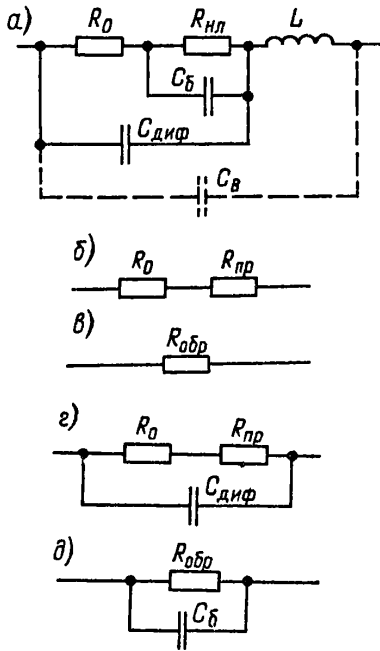 а) R₀ Rнл L
Cб
Cдиф
Cв
б) R₀ Rпр
в) Rобр
г) R₀ Rпр
Cдиф
д) Rобр
Cб